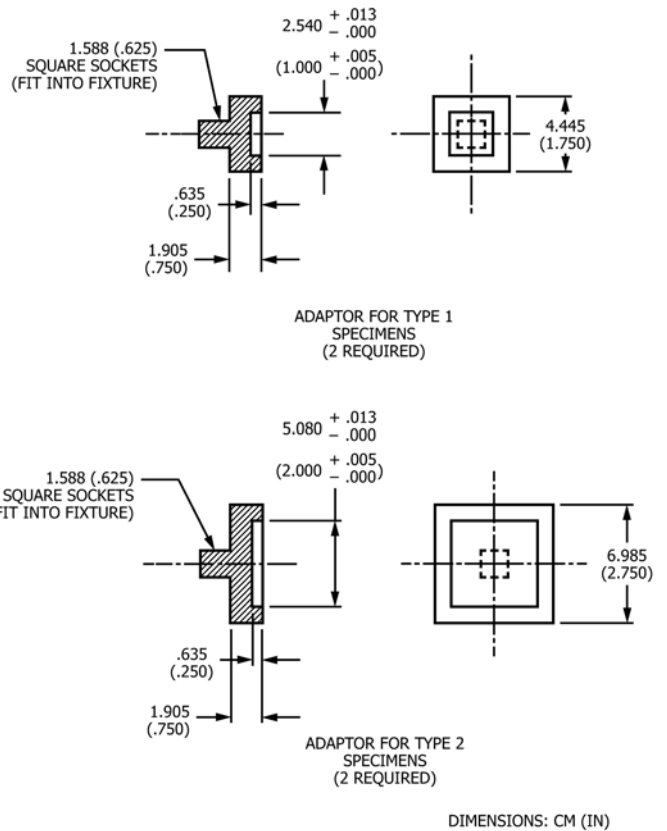 1.588 (.625)
SQUARE SOCKETS
(FIT INTO FIXTURE)
2.540 + .013
− .000
(1.000 + .005
− .000)
4.445
(1.750)
.635
(.250)
1.905
(.750)
ADAPTOR FOR TYPE 1
SPECIMENS
(2 REQUIRED)
5.080 + .013
− .000
(2.000 + .005
− .000)
1.588 (.625)
SQUARE SOCKETS
FIT INTO FIXTURE)
6.985
(2.750)
.635
(.250)
1.905
(.750)
ADAPTOR FOR TYPE 2
SPECIMENS
(2 REQUIRED)
DIMENSIONS: CM (IN)